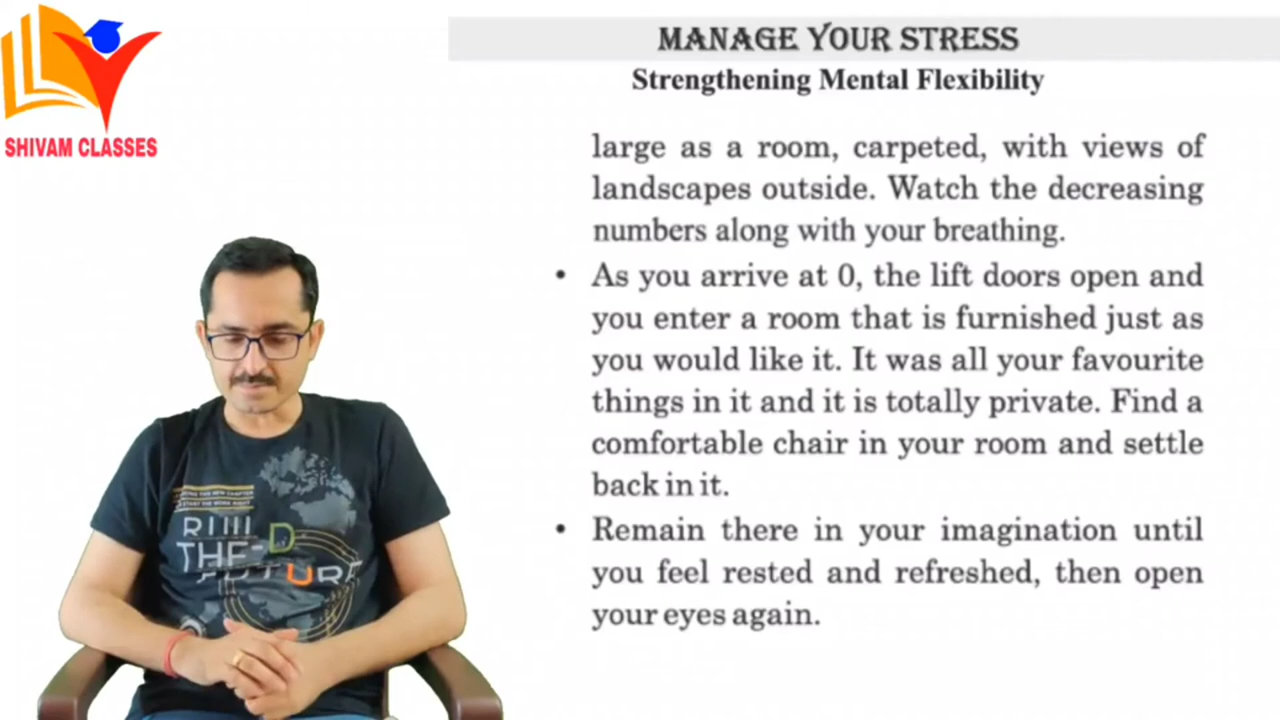 MANAGE YOUR STRESS
Strengthening Mental Flexibility
SHIVAM CLASSES
large as a room, carpeted, with views of
landscapes outside. Watch the decreasing
numbers along with your breathing.
• As you arrive at 0, the lift doors open and
you enter a room that is furnished just as
you would like it. It was all your favourite
things in it and it is totally private. Find a
comfortable chair in your room and settle
back in it.
• Remain there in your imagination until
you feel rested and refreshed, then open
your eyes again.
THE